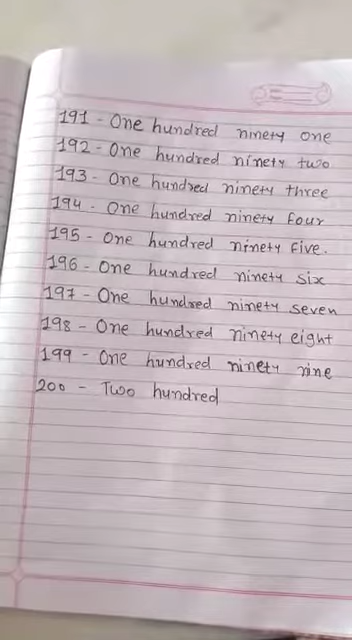 191 - One hundred ninety one
192 - One hundred ninety two
193 - One hundred ninety three
194 - One hundred ninety four
195 - One hundred ninety five.
196 - One hundred ninety six
197 - One hundred ninety seven
198 - One hundred ninety eight
199 - One hundred ninety nine
200 - Two hundred